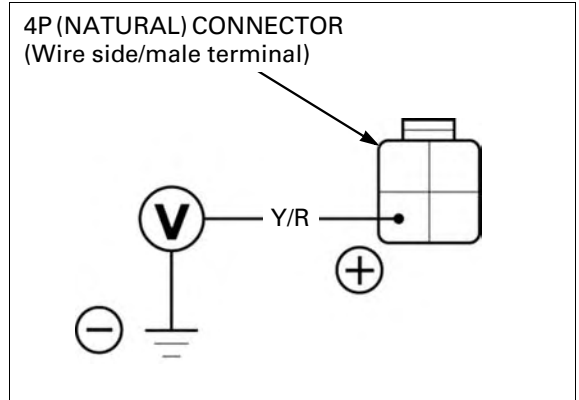 4P (NATURAL) CONNECTOR
(Wire side/male terminal)
V
Y/R
+
−